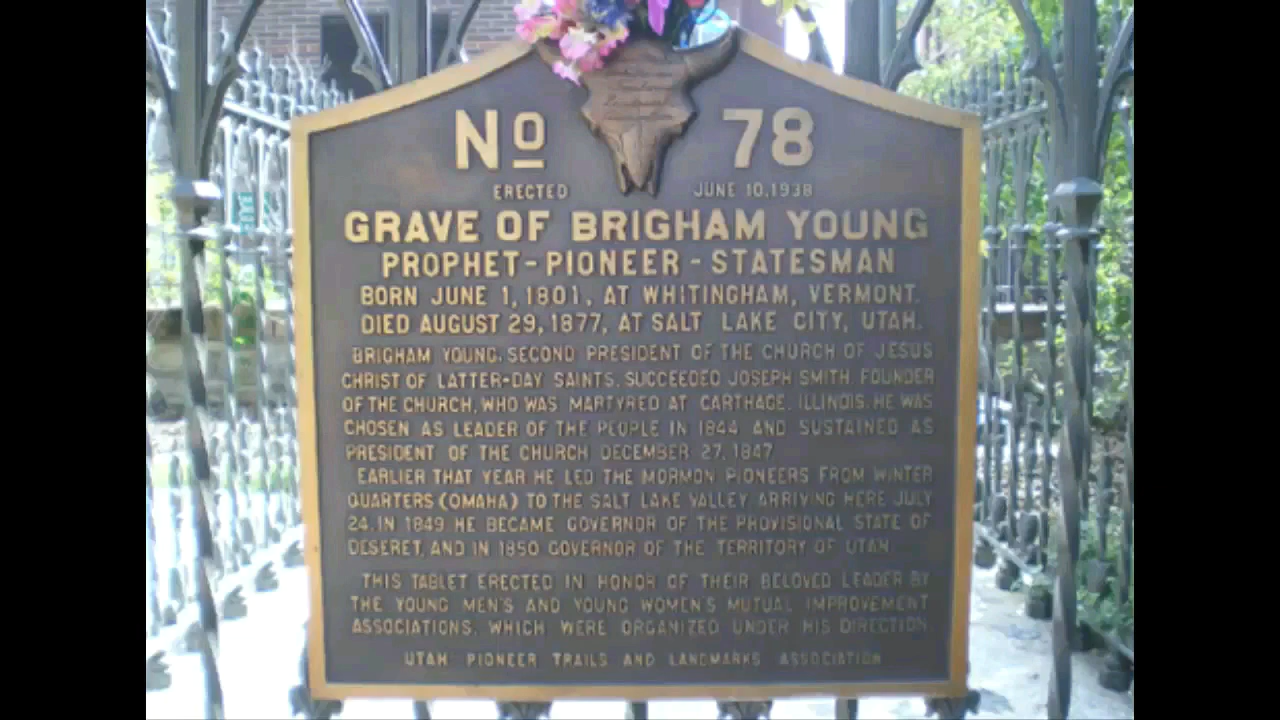 No 78
ERECTED JUNE 10, 1938
GRAVE OF BRIGHAM YOUNG
PROPHET - PIONEER - STATESMAN
BORN JUNE 1, 1801, AT WHITINGHAM, VERMONT.
DIED AUGUST 29, 1877, AT SALT LAKE CITY, UTAH.
BRIGHAM YOUNG, SECOND PRESIDENT OF THE CHURCH OF JESUS
CHRIST OF LATTER-DAY SAINTS, SUCCEEDED JOSEPH SMITH, FOUNDER
OF THE CHURCH, WHO WAS MARTYRED AT CARTHAGE, ILLINOIS. HE WAS
CHOSEN AS LEADER OF THE PEOPLE IN 1844 AND SUSTAINED AS
PRESIDENT OF THE CHURCH DECEMBER 27, 1847
EARLIER THAT YEAR HE LED THE MORMON PIONEERS FROM WINTER
QUARTERS (OMAHA) TO THE SALT LAKE VALLEY ARRIVING HERE JULY
24. IN 1849 HE BECAME GOVERNOR OF THE PROVISIONAL STATE OF
DESERET, AND IN 1850 GOVERNOR OF THE TERRITORY OF UTAH.
THIS TABLET ERECTED IN HONOR OF THEIR BELOVED LEADER BY
THE YOUNG MEN'S AND YOUNG WOMEN'S MUTUAL IMPROVEMENT
ASSOCIATIONS, WHICH WERE ORGANIZED UNDER HIS DIRECTION.
UTAH PIONEER TRAILS AND LANDMARKS ASSOCIATION